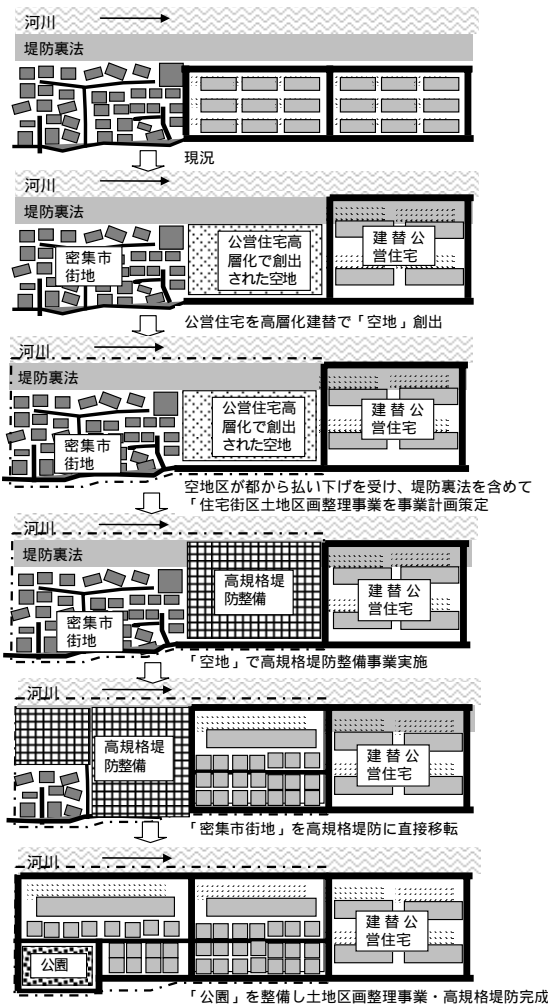 河川
堤防裏法
現況
河川
堤防裏法
密集市
街地
公営住宅高
層化で創出
された空地
建替公
営住宅
公営住宅を高層化建替で「空地」創出
河川
堤防裏法
密集市
街地
公営住宅高
層化で創出
された空地
建替公
営住宅
空地区が都から払い下げを受け、堤防裏法を含めて
「住宅街区土地区画整理事業を事業計画策定
河川
堤防裏法
密集市
街地
高規格堤
防整備
建替公
営住宅
「空地」で高規格堤防整備事業実施
河川
高規格堤
防整備
建替公
営住宅
「密集市街地」を高規格堤防に直接移転
河川
公園
建替公
営住宅
「公園」を整備し土地区画整理事業・高規格堤防完成